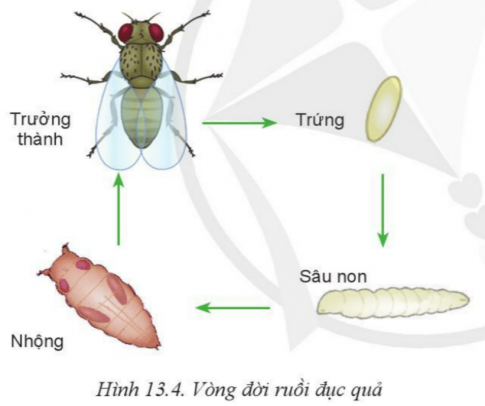 Trưởng
thành
Trứng
Sâu non
Nhộng
Hình 13.4. Vòng đời ruồi đục quả